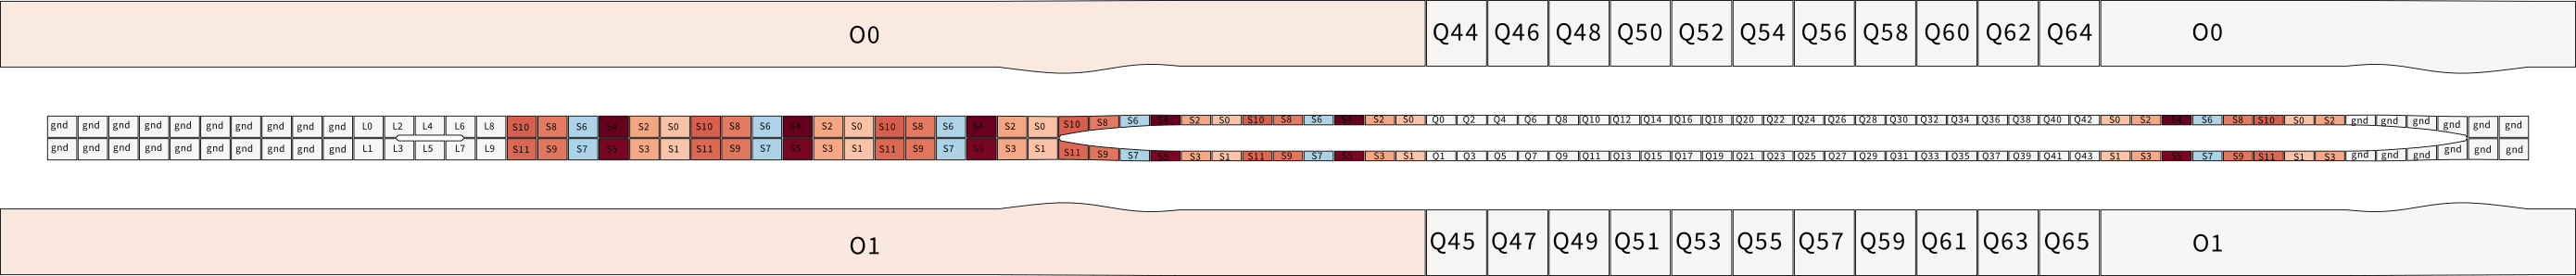 O0 Q44 Q46 Q48 Q50 Q52 Q54 Q56 Q58 Q60 Q62 Q64 O0
gnd gnd gnd gnd gnd gnd gnd gnd gnd gnd L0 L2 L4 L6 L8 S10 S8 S6 S4 S2 S0 S10 S8 S6 S4 S2 S0 S10 S8 S6 S4 S2 S0 S10 S8 S6 S4 S2 S0 S10 S8 S6 S4 S2 S0 Q0 Q2 Q4 Q6 Q8 Q10 Q12 Q14 Q16 Q18 Q20 Q22 Q24 Q26 Q28 Q30 Q32 Q34 Q36 Q38 Q40 Q42 S0 S2 S4 S6 S8 S10 S0 S2 gnd gnd gnd gnd gnd gnd
gnd gnd gnd gnd gnd gnd gnd gnd gnd gnd L1 L3 L5 L7 L9 S11 S9 S7 S5 S3 S1 S11 S9 S7 S5 S3 S1 S11 S9 S7 S5 S3 S1 S11 S9 S7 S5 S3 S1 S11 S9 S7 S5 S3 S1 Q1 Q3 Q5 Q7 Q9 Q11 Q13 Q15 Q17 Q19 Q21 Q23 Q25 Q27 Q29 Q31 Q33 Q35 Q37 Q39 Q41 Q43 S1 S3 S5 S7 S9 S11 S1 S3 gnd gnd gnd gnd gnd gnd
O1 Q45 Q47 Q49 Q51 Q53 Q55 Q57 Q59 Q61 Q63 Q65 O1